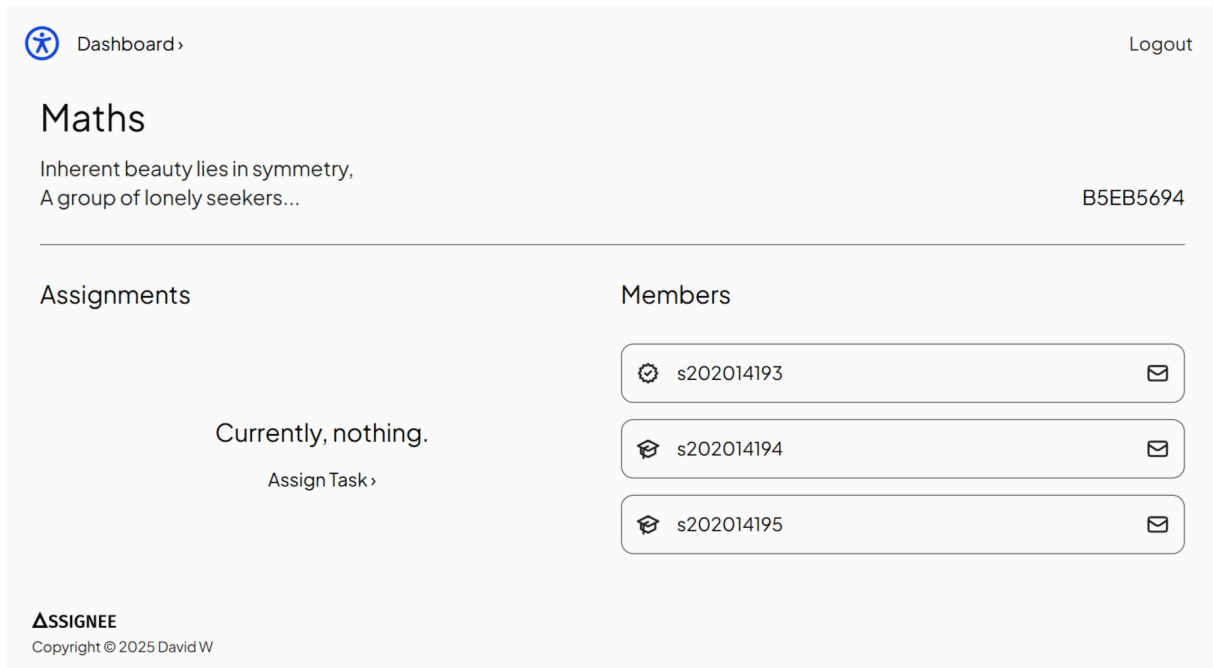 Dashboard ›
Logout
Maths
Inherent beauty lies in symmetry,
A group of lonely seekers...
B5EB5694
Assignments
Members
s202014193
s202014194
s202014195
Currently, nothing.
Assign Task ›
ASSIGNEE
Copyright © 2025 David W